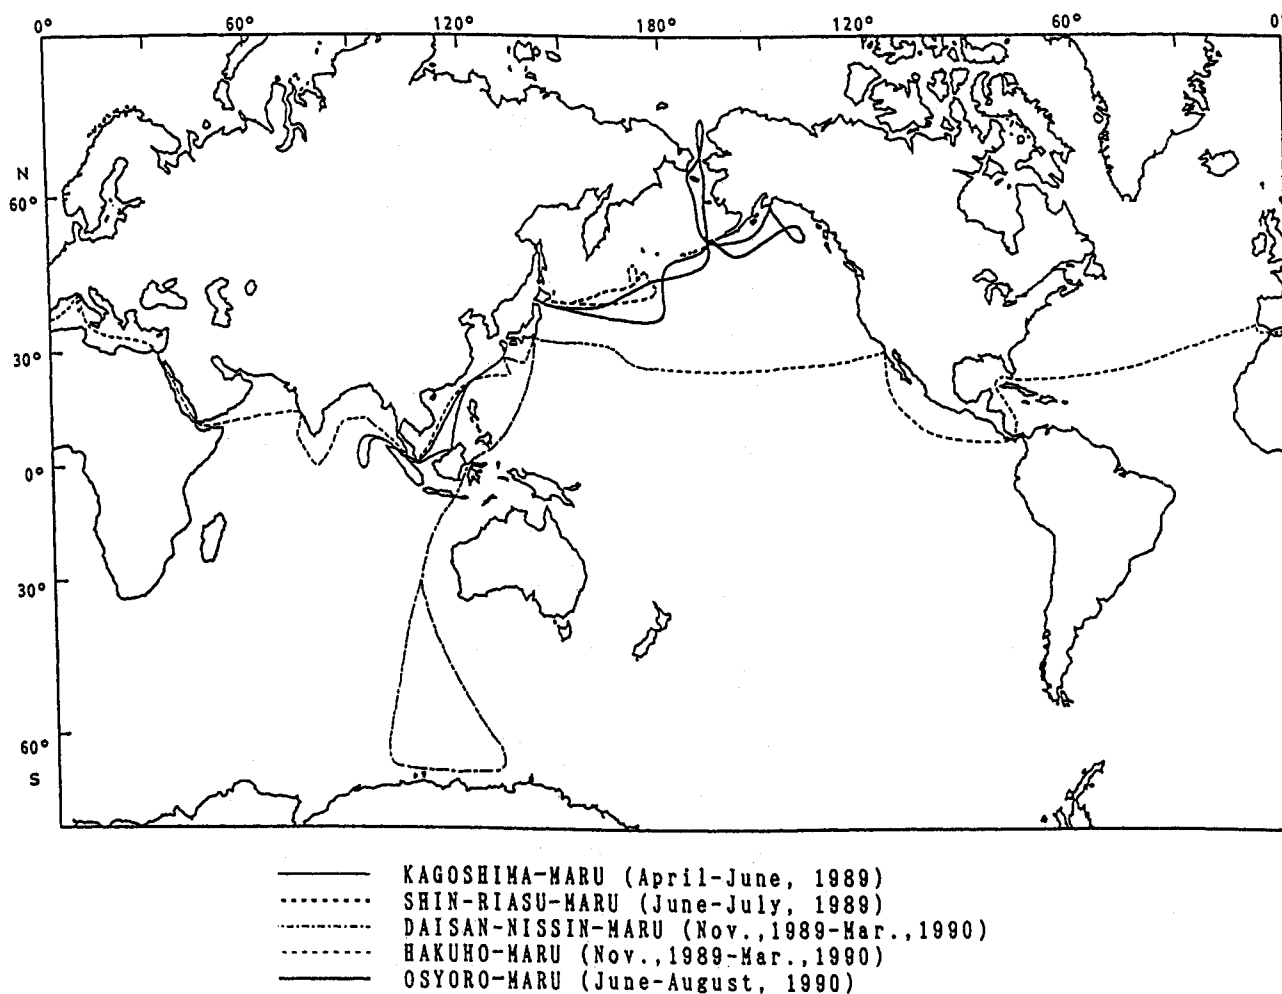 0° 60° 120° 180° 120° 60° 0°
N
60°
30°
0°
30°
60°
S
KAGOSHIMA-MARU (April-June, 1989)
SHIN-RIASU-MARU (June-July, 1989)
DAISAN-NISSIN-MARU (Nov.,1989-Mar.,1990)
HAKUHO-MARU (Nov.,1989-Mar.,1990)
OSYORO-MARU (June-August, 1990)